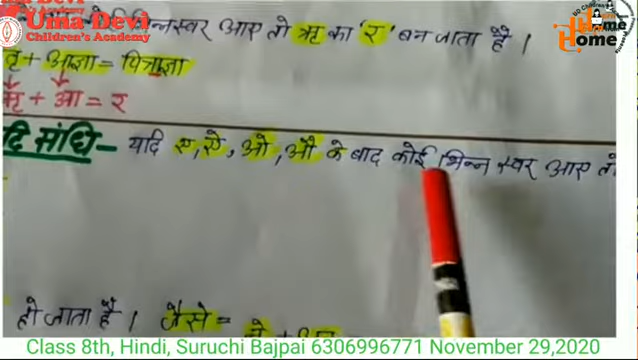 Uma Devi
Children's Academy
Home
भिन्न स्वर आए तो ऋ का 'र' बन जाता है।
तृ + आज्ञा = पित्राज्ञा
ऋ + आ = र
दि संधि - यदि ए, ऐ, ओ, औ के बाद कोई भिन्न स्वर आए तो
हो जाता है। जैसे =
Class 8th, Hindi, Suruchi Bajpai 6306996771 November 29,2020